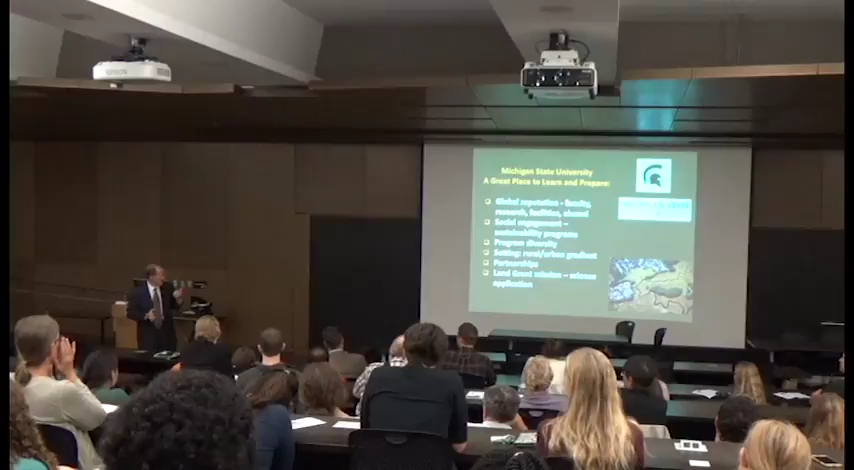 Michigan State University
A Great Place to Learn and Prepare:
Global reputation - faculty,
research, facilities, alumni
Social engagement –
sustainability programs
Program diversity
Setting: rural/urban gradient
Partnerships
Land Grant mission – science
application